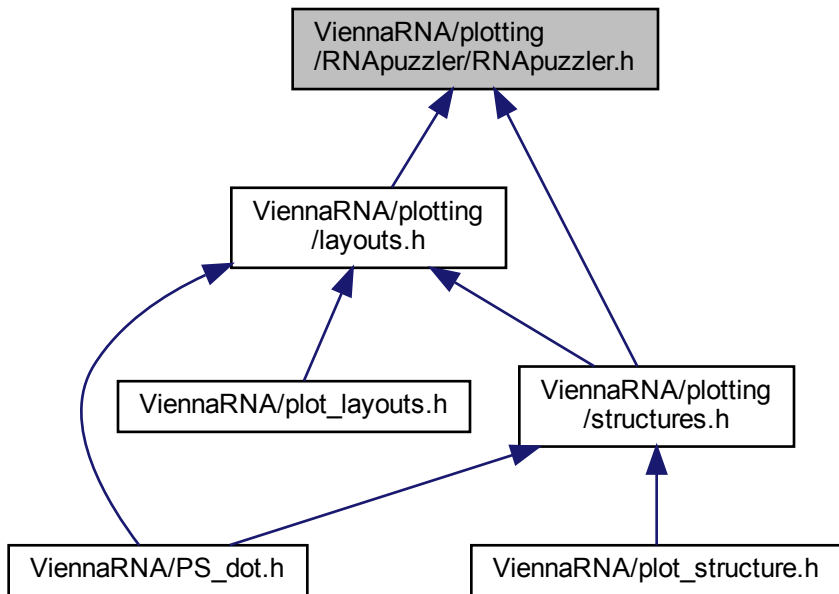 ViennaRNA/plotting
/RNApuzzler/RNApuzzler.h
ViennaRNA/plotting
/layouts.h
ViennaRNA/plot_layouts.h
ViennaRNA/plotting
/structures.h
ViennaRNA/PS_dot.h
ViennaRNA/plot_structure.h